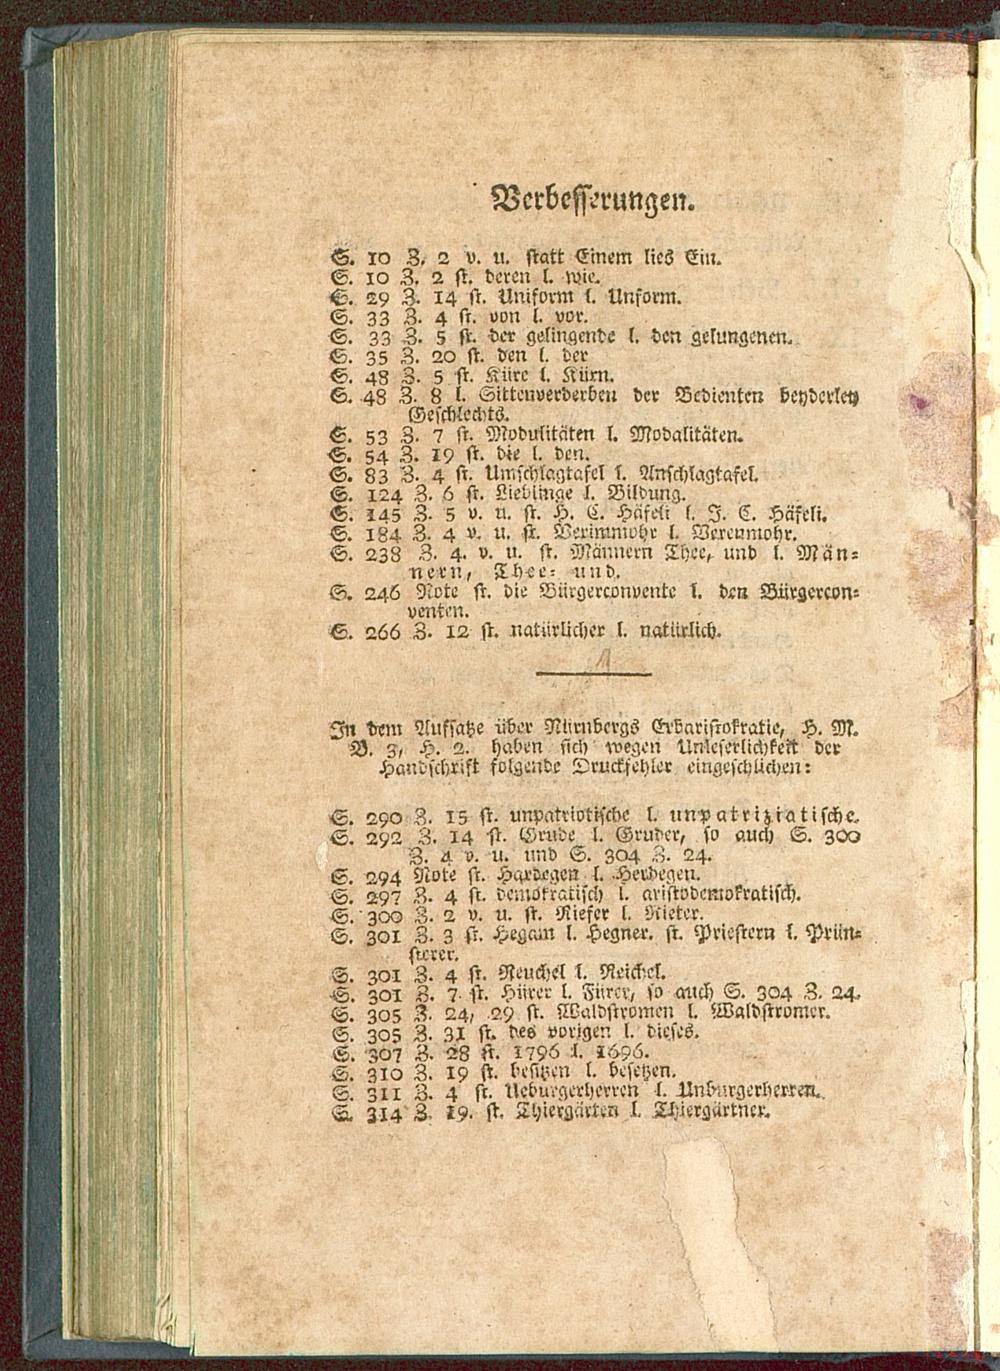 Verbesserungen.
S. 10 Z. 2 v. u. statt Einem lies Ein.
S. 10 Z. 2 st. deren l. wie.
S. 29 Z. 14 st. Uniform l. Unform.
S. 33 Z. 4 st. von l. vor.
S. 33 Z. 5 st. der gelingende l. den gelungenen.
S. 35 Z. 20 st. den l. der
S. 48 Z. 5 st. Küre l. Kürn.
S. 48 Z. 8 l. Sittenverderben der Bedienten beyderley
Geschlechts.
S. 53 Z. 7 st. Modulitäten l. Modalitäten.
S. 54 Z. 19 st. die l. den.
S. 83 Z. 4 st. Umschlagtafel l. Anschlagtafel.
S. 124 Z. 6 st. Lieblinge l. Bildung.
S. 145 Z. 5 v. u. st. H. C. Häfeli l. J. C. Häfeli.
S. 184 Z. 4 v. u. st. l. Verenmohr.
S. 238 Z. 4. v. u. st. Männern Thee, und l. Män-
nern, Thee- und.
S. 246 Note st. die Bürgerconvente l. den Bürgercon-
venten.
S. 266 Z. 12 st. natürlicher l. natürlich.
In dem Aufsatze über Nürnbergs Erbaristokratie, H. M.
B. 3, H. 2. haben sich wegen Unleserlichkeit der
Handschrift folgende Druckfehler eingeschlichen:
S. 290 Z. 15 st. unpatriotische l. unpatriziatische.
S. 292 Z. 14 st. Grude l. Gruder, so auch S. 300
Z. 4 v. u. und S. 304 Z. 24.
S. 294 Note st. Hardegen l. Herdegen.
S. 297 Z. 4 st. demokratisch l. aristodemokratisch.
S. 300 Z. 2 v. u. st. Riefer l. Rieter.
S. 301 Z. 3 st. Hegam l. Hegner. st. Priestern l. Prün-
sterer.
S. 301 Z. 4 st. Reuchel l. Reichel.
S. 301 Z. 7. st. Hürer l. Fürer, so auch S. 304 Z. 24.
S. 305 Z. 24, 29 st. Waldstromen l. Waldstromer.
S. 305 Z. 31 st. des vorigen l. dieses.
S. 307 Z. 28 st. 1796 l. 1696.
S. 310 Z. 19 st. besitzen l. besetzen.
S. 311 Z. 4 st. Ueburgerherren l. Unburgerherren.
S. 314 Z. 19. st. Thiergärten l. Thiergärtner.